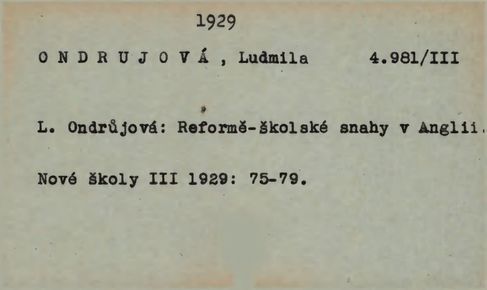 1929
O N D R U J O V Á , Ludmila 4.981/III
L. Ondrůjová: Reformě-školské snahy v Anglii.
Nové školy III 1929: 75-79.